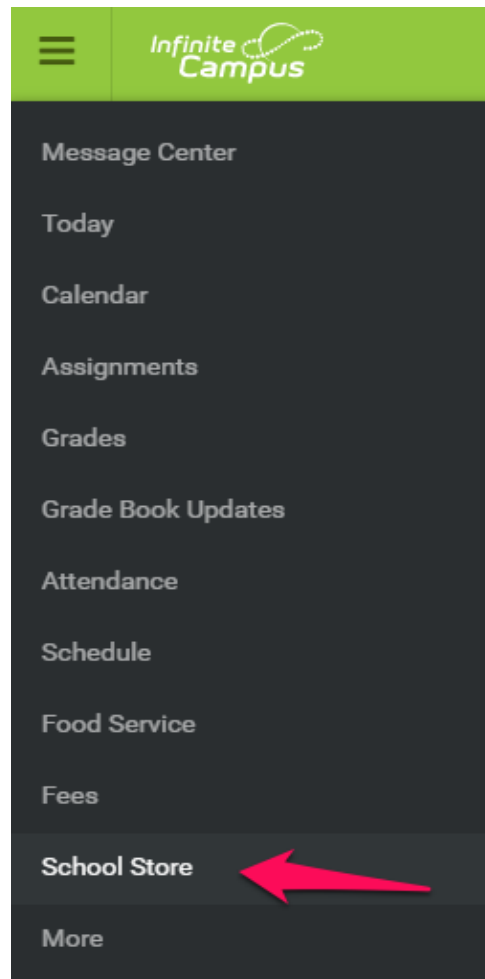 Infinite
Campus
Message Center
Today
Calendar
Assignments
Grades
Grade Book Updates
Attendance
Schedule
Food Service
Fees
School Store
More